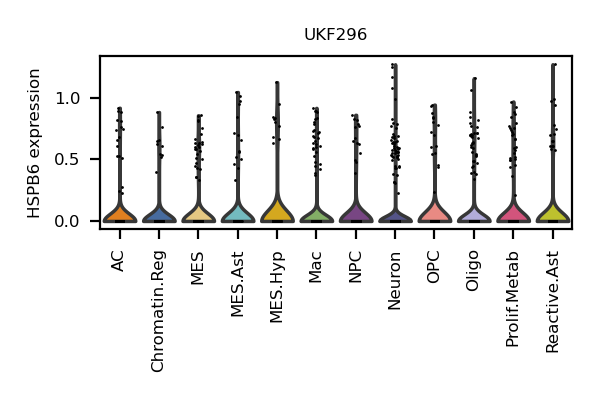 UKF296
HSPB6 expression
1.0
0.5
0.0
AC
Chromatin.Reg
MES
MES.Ast
MES.Hyp
Mac
NPC
Neuron
OPC
Oligo
Prolif.Metab
Reactive.Ast